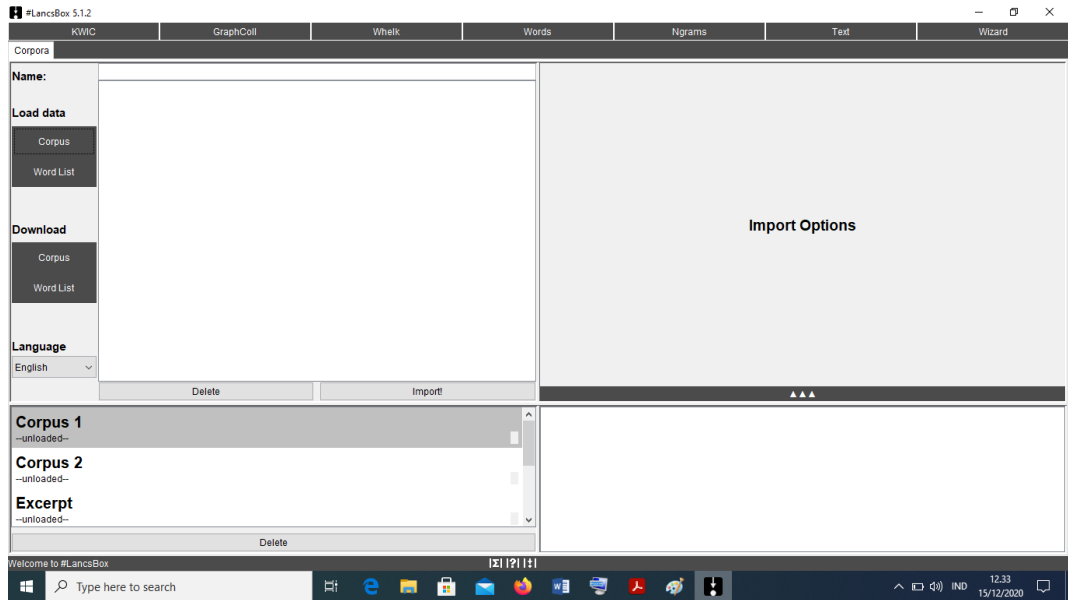 #LancsBox 5.1.2
KWIC GraphColl Whelk Words Ngrams Text Wizard
Corpora
Name:
Load data
Corpus
Word List
Import Options
Download
Corpus
Word List
Language
English
Delete Import!
▲▲▲
Corpus 1
--unloaded--
Corpus 2
--unloaded--
Excerpt
--unloaded--
Delete
Welcome to #LancsBox |Σ| |?| |‡|
Type here to search IND 12.33
15/12/2020